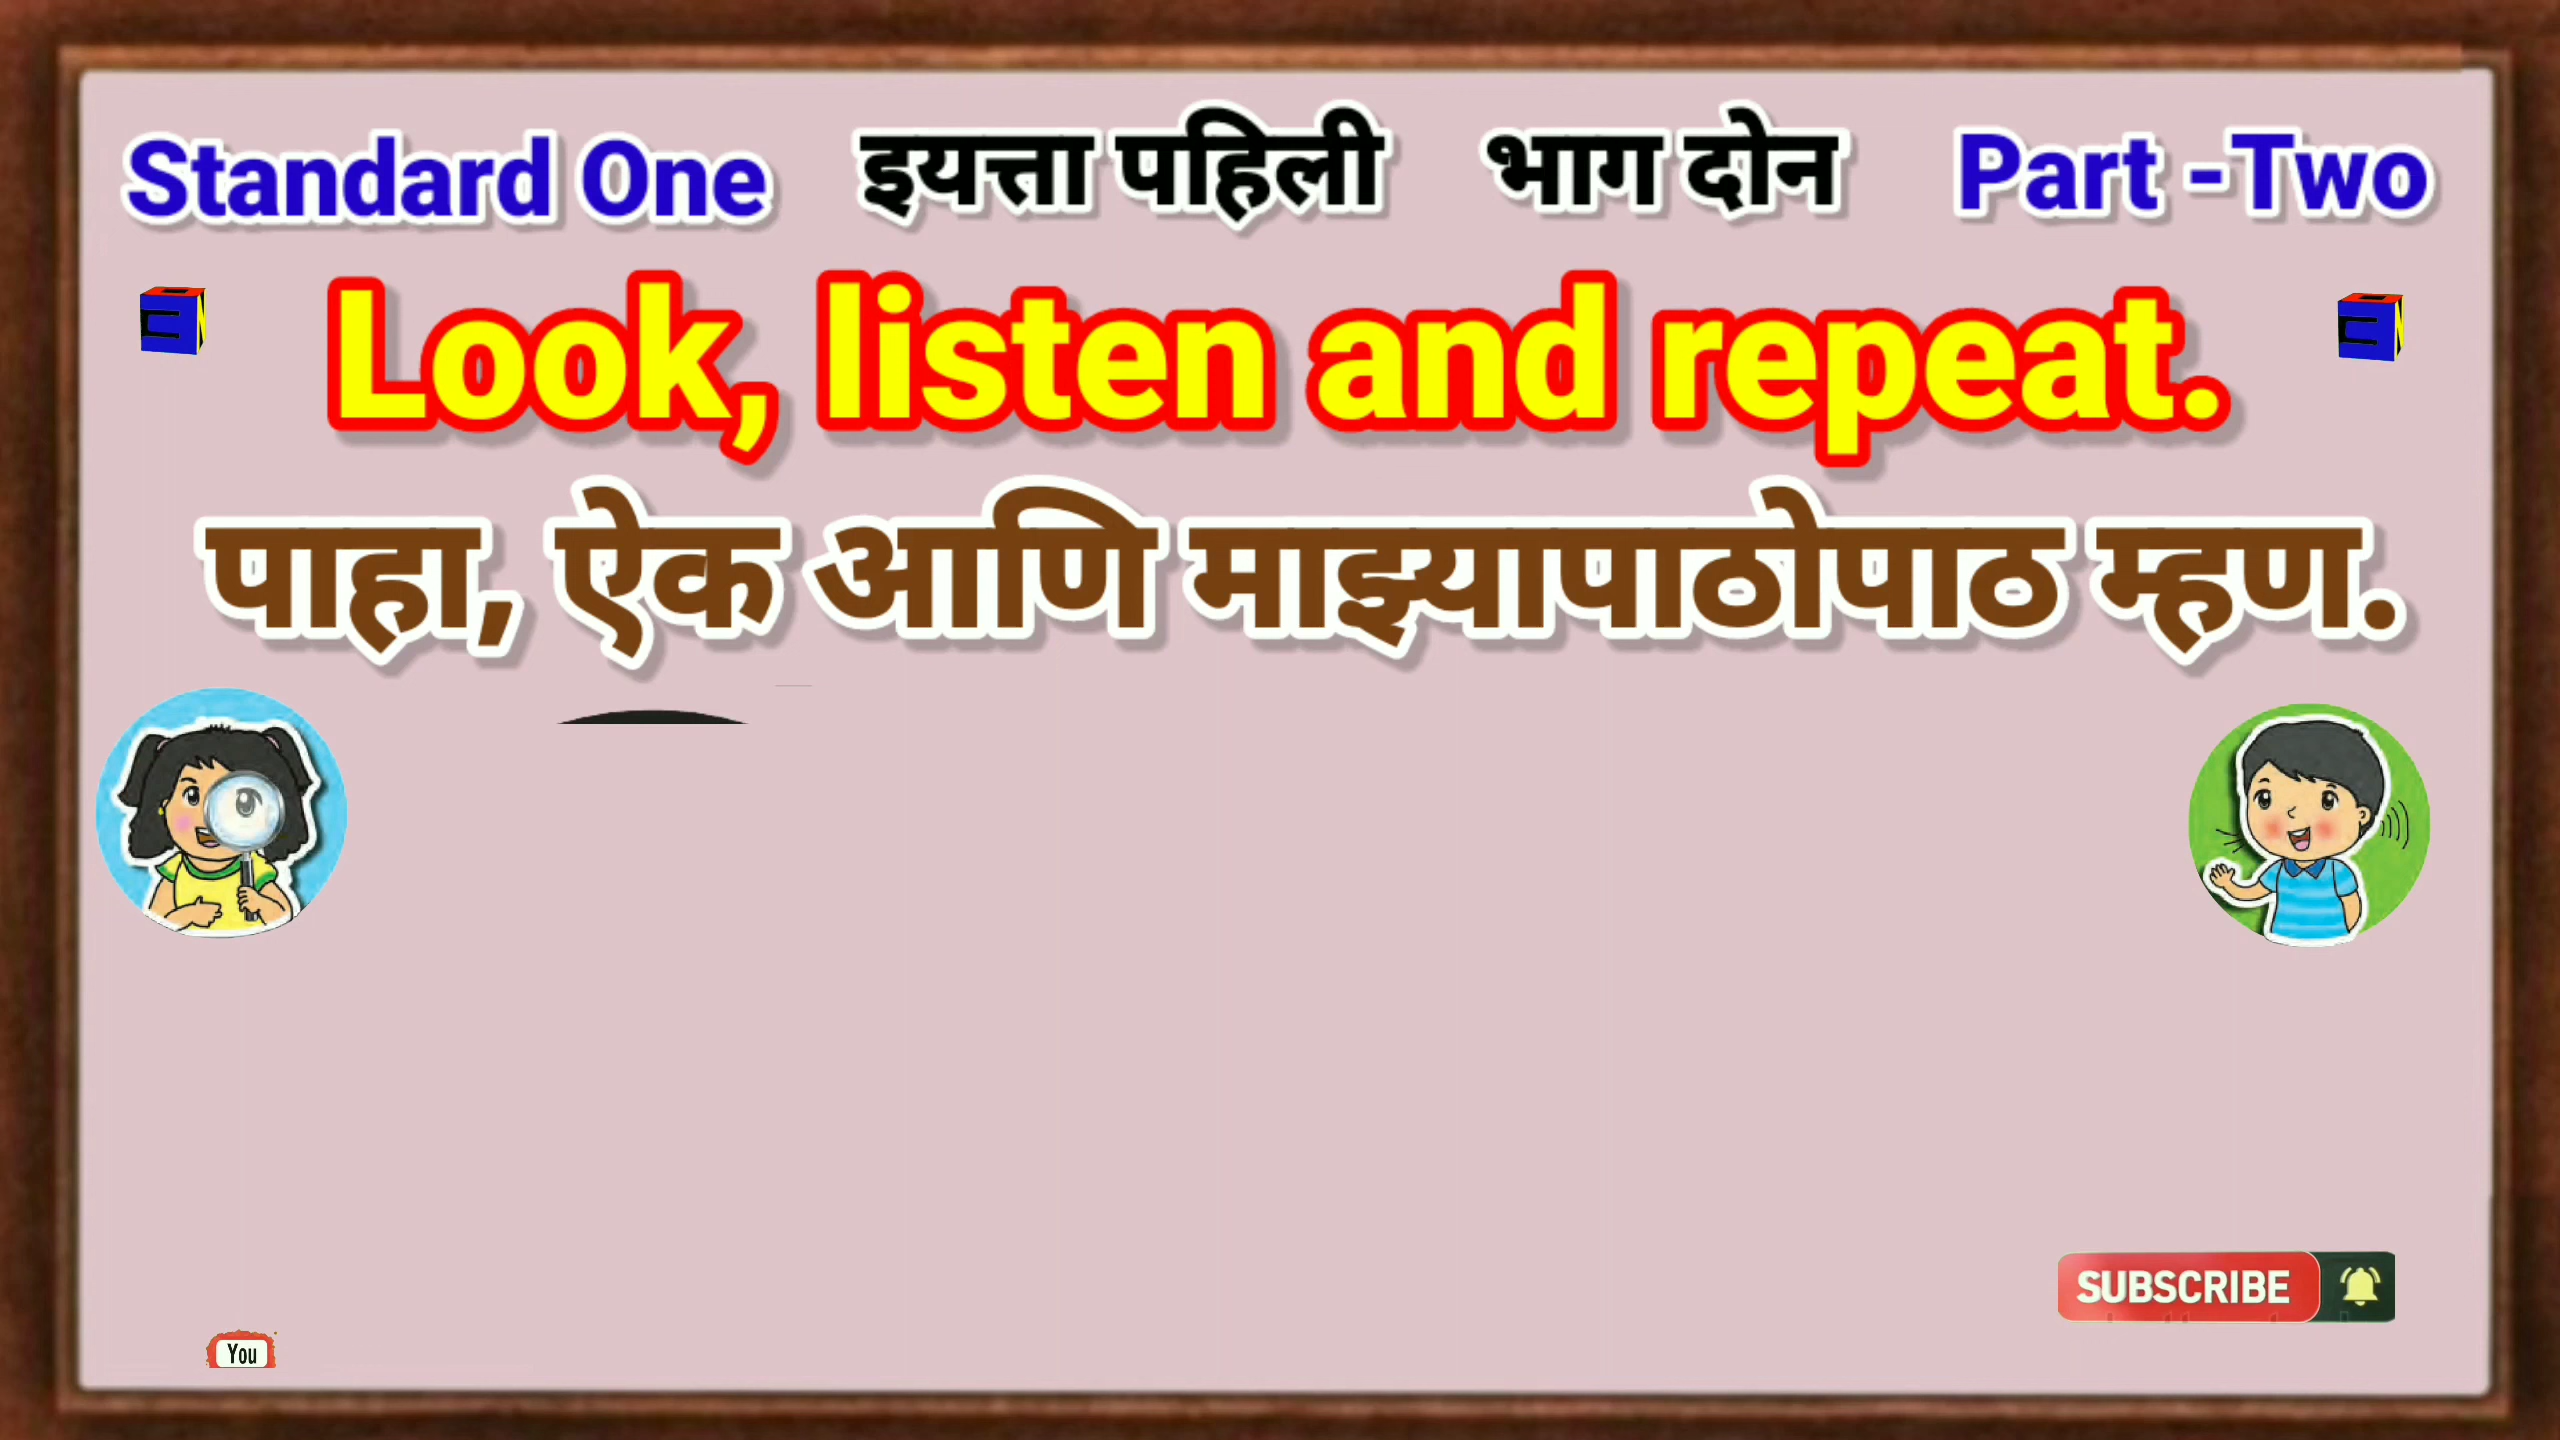 Standard One इयत्ता पहिली भाग दोन Part -Two
Look, listen and repeat.
पाहा, ऐक आणि माझ्यापाठोपाठ म्हण.
SUBSCRIBE
You